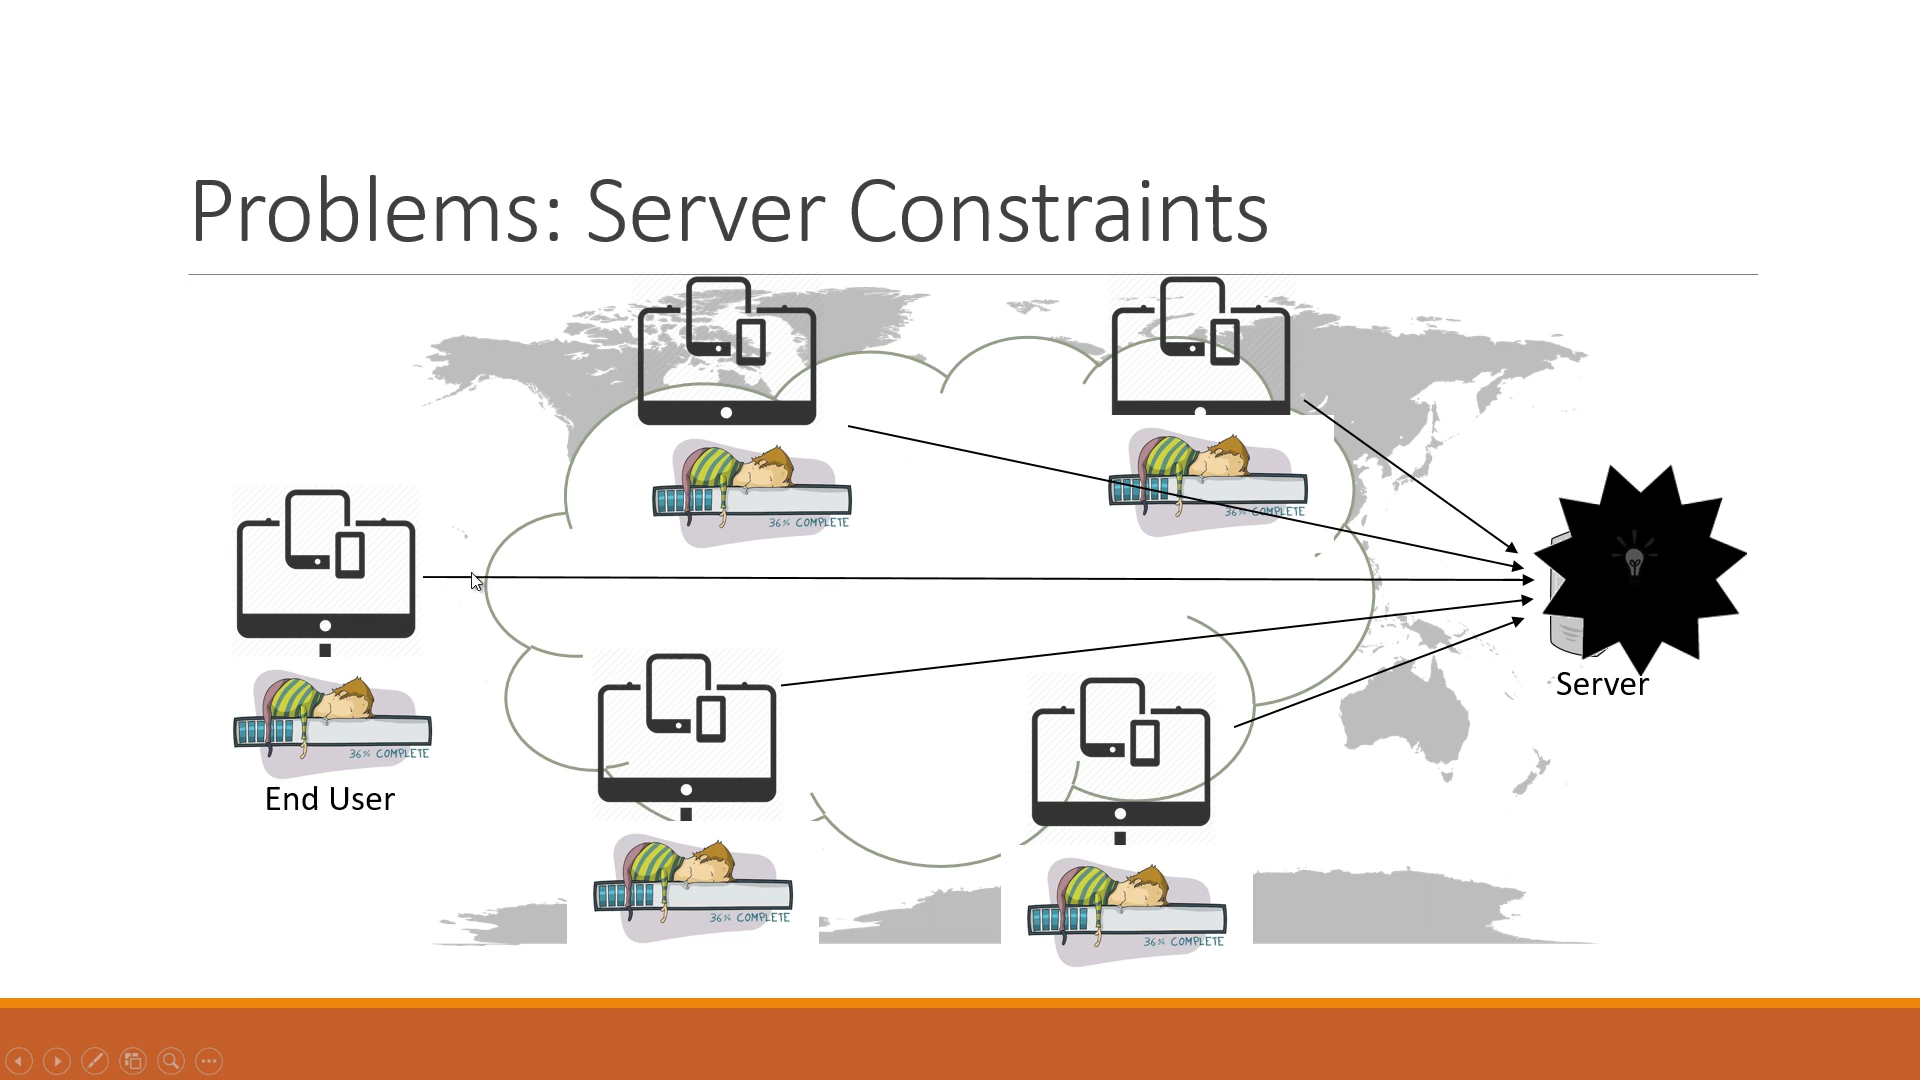 Problems: Server Constraints
36% COMPLETE
36% COMPLETE
36% COMPLETE
End User
Server
36% COMPLETE
36% COMPLETE